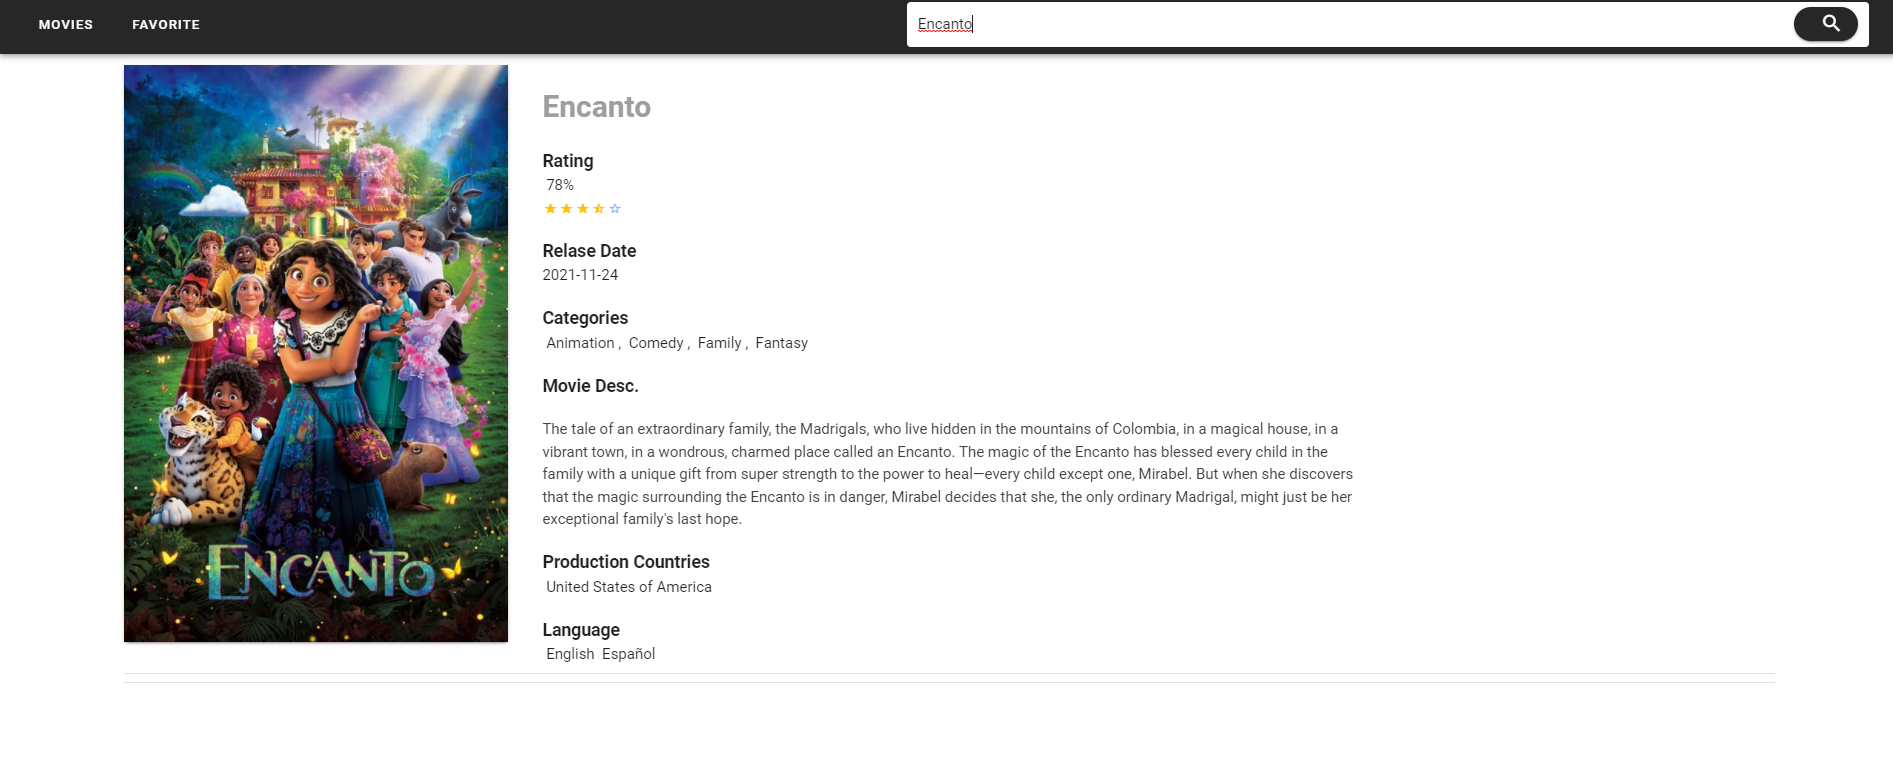 MOVIES FAVORITE Encanto
Encanto
Rating
78%
Relase Date
2021-11-24
Categories
Animation , Comedy , Family , Fantasy
Movie Desc.
The tale of an extraordinary family, the Madrigals, who live hidden in the mountains of Colombia, in a magical house, in a
vibrant town, in a wondrous, charmed place called an Encanto. The magic of the Encanto has blessed every child in the
family with a unique gift from super strength to the power to heal—every child except one, Mirabel. But when she discovers
that the magic surrounding the Encanto is in danger, Mirabel decides that she, the only ordinary Madrigal, might just be her
exceptional family's last hope.
Production Countries
United States of America
Language
English Español
ENCANTO